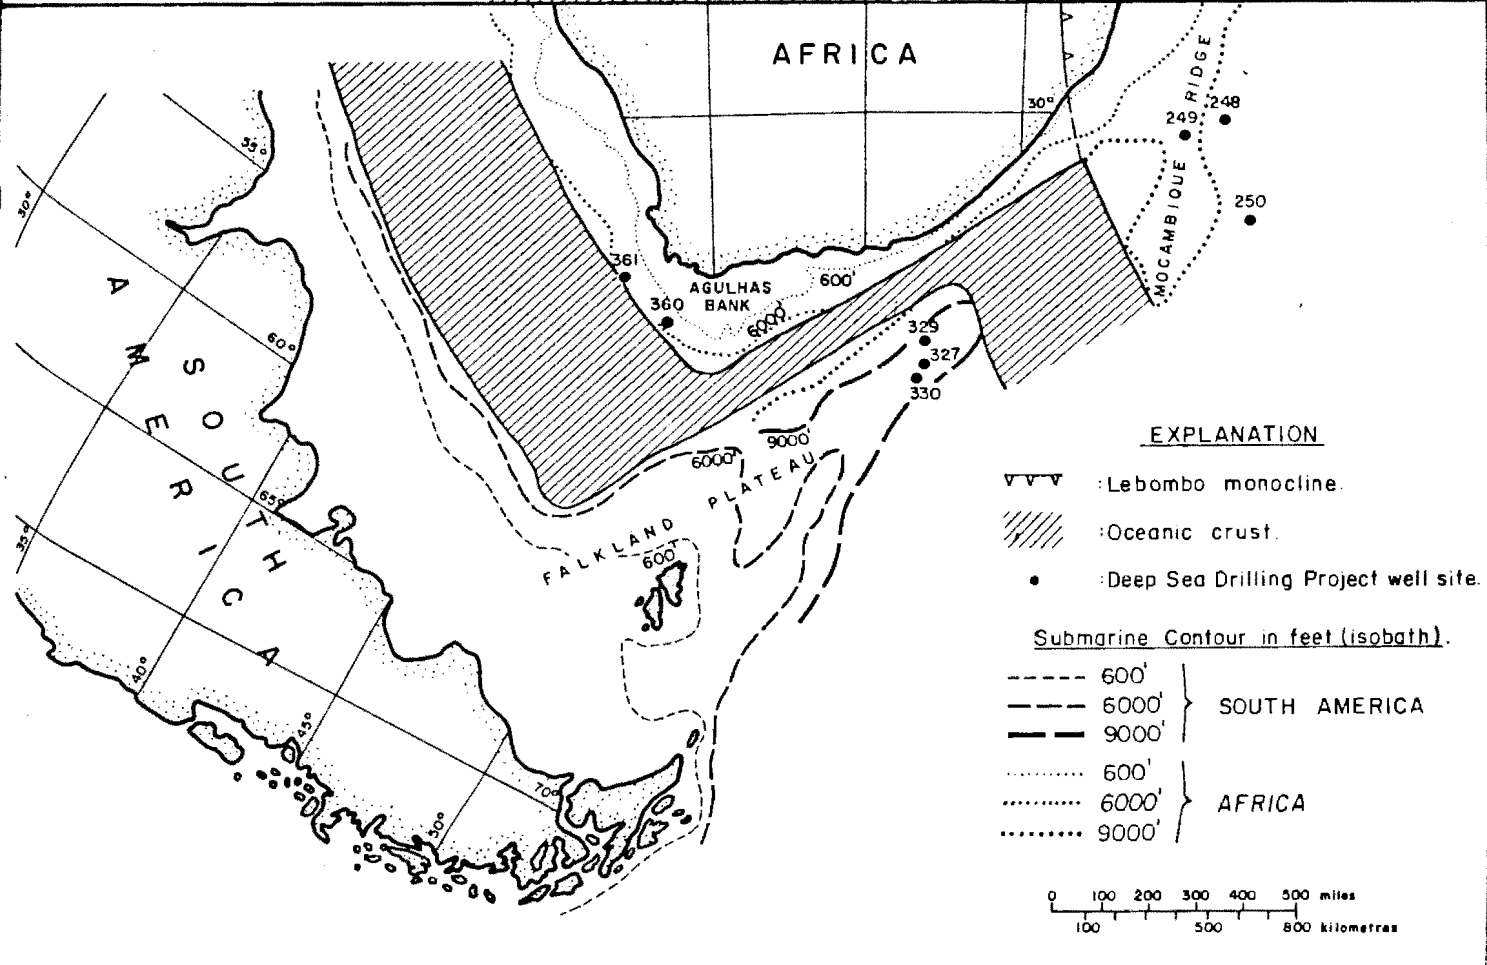 AFRICA
30°
MOCAMBIQUE RIDGE
249
248
250
35°
30°
361
360
AGULHAS
BANK
600'
6000'
60°
329
327
330
9000'
6000'
FALKLAND PLATEAU
600'
SOUTH
AMERICA
65°
35°
40°
45°
70°
50°
EXPLANATION
:Lebombo monocline.
:Oceanic crust.
:Deep Sea Drilling Project well site.
Submarine Contour in feet (isobath).
600'
6000'
9000'
SOUTH AMERICA
600'
6000'
9000'
AFRICA
0 100 200 300 400 500 miles
100 500 800 kilometres